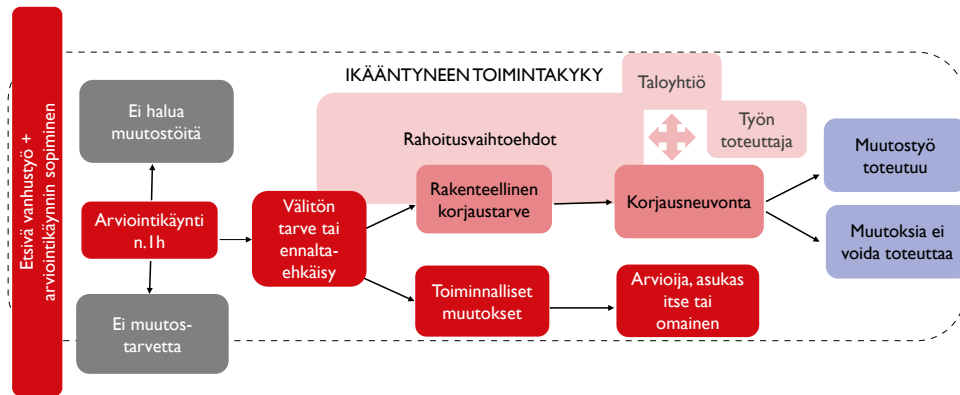 Etsivä vanhustyö +
arviointikäynnin sopiminen
IKÄÄNTYNEEN TOIMINTAKYKY
Ei halua
muutostöitä
Arviointikäynti
n.1h
Ei muutos-
tarvetta
Välitön
tarve tai
ennalta-
ehkäisy
Rahoitusvaihtoehdot
Rakenteellinen
korjaustarve
Toiminnalliset
muutokset
Taloyhtiö
Työn
toteuttaja
Korjausneuvonta
Arvioija, asukas
itse tai
omainen
Muutostyö
toteutuu
Muutoksia ei
voida toteuttaa